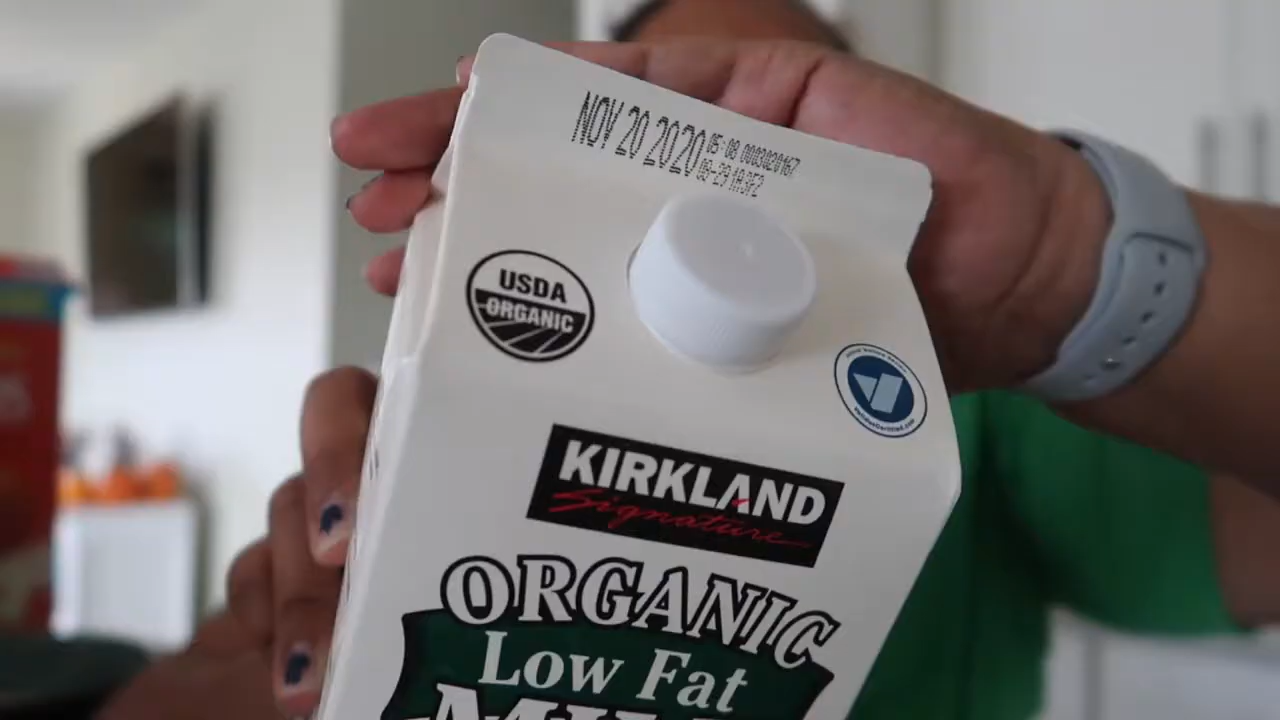 NOV 20 2020
USDA
ORGANIC
KIRKLAND
Signature
ORGANIC
Low Fat